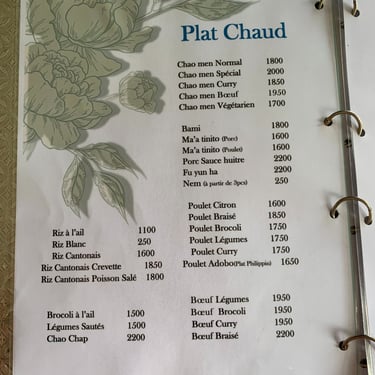 Plat Chaud
Chao men Normal 1800
Chao men Spécial 2000
Chao men Curry 1850
Chao men Bœuf 1950
Chao men Végétarien 1700
Bami 1800
Ma'a tinito (Porc) 1600
Ma'a tinito (Poulet) 1600
Porc Sauce huitre 2200
Fu yun ha 2200
Nem (à partir de 3pcs) 250
Riz à l'ail 1100
Riz Blanc 250
Riz Cantonais 1600
Riz Cantonais Crevette 1850
Riz Cantonais Poisson Salé 1800
Poulet Citron 1600
Poulet Braisé 1850
Poulet Brocoli 1750
Poulet Légumes 1750
Poulet Curry 1750
Poulet Adobo(Plat Philippin) 1650
Brocoli à l'ail 1500
Légumes Sautés 1500
Chao Chap 2200
Bœuf Légumes 1950
Bœuf Brocoli 1950
Bœuf Curry 1950
Bœuf Braisé 2200